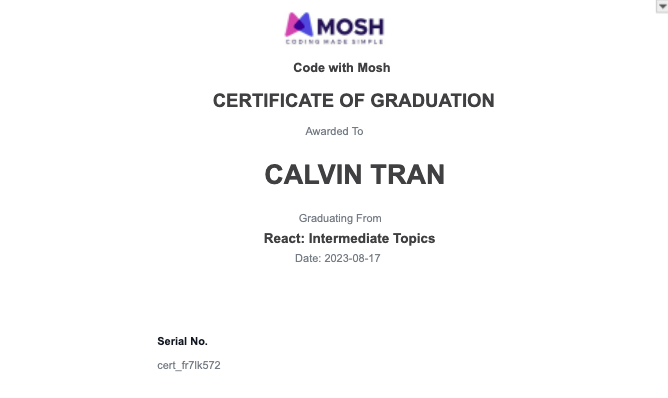 MOSH
CODING MADE SIMPLE
Code with Mosh
CERTIFICATE OF GRADUATION
Awarded To
CALVIN TRAN
Graduating From
React: Intermediate Topics
Date: 2023-08-17
Serial No.
cert_fr7lk572